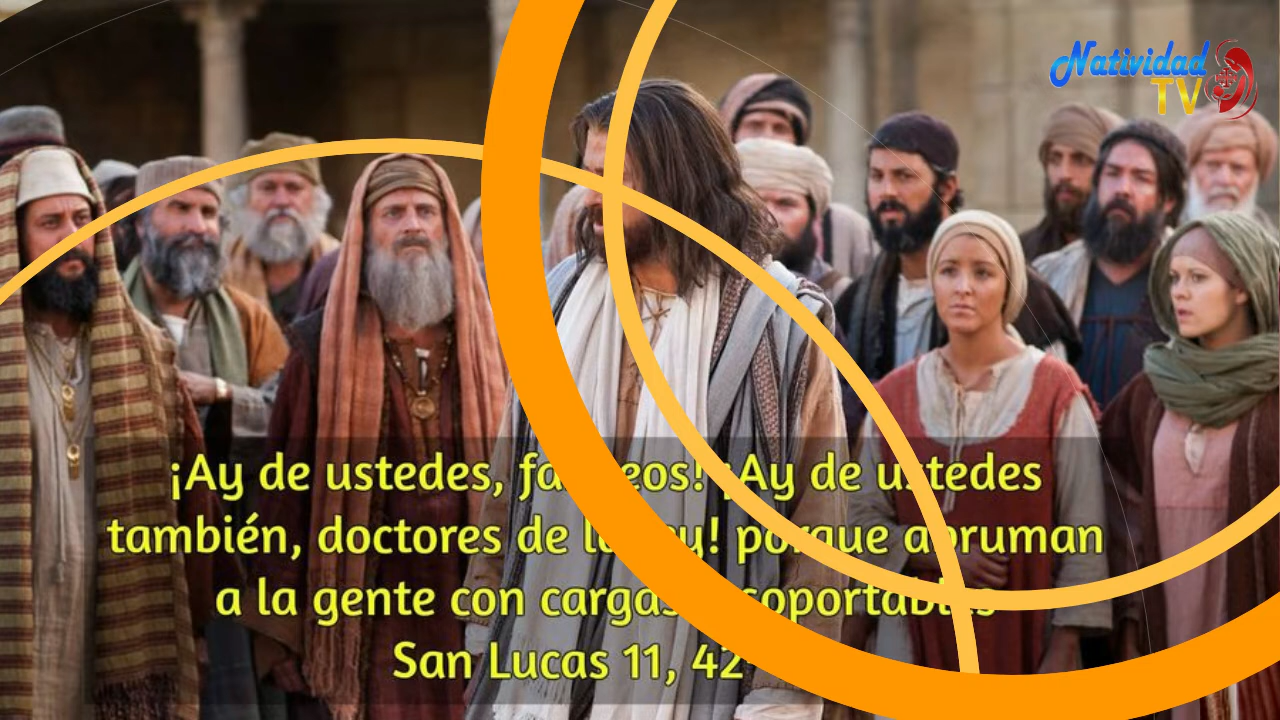 Natividad
TV
¡Ay de ustedes, ¡Ay de ustedes
también, doctores de porque abruman
a la gente con cargas
San Lucas 11, 42